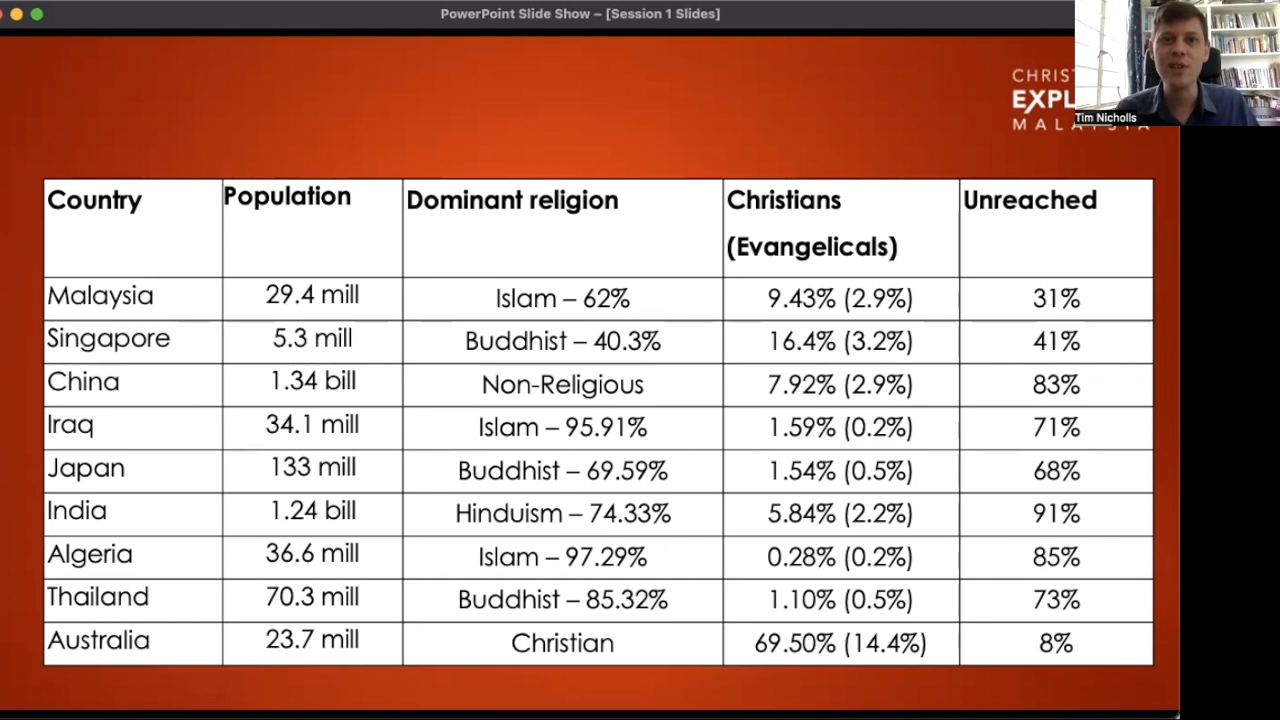 PowerPoint Slide Show – [Session 1 Slides]
CHRIST
EXPL
MALAYSIA
Tim Nicholls
Country Population Dominant religion Christians (Evangelicals) Unreached
Malaysia 29.4 mill Islam – 62% 9.43% (2.9%) 31%
Singapore 5.3 mill Buddhist – 40.3% 16.4% (3.2%) 41%
China 1.34 bill Non-Religious 7.92% (2.9%) 83%
Iraq 34.1 mill Islam – 95.91% 1.59% (0.2%) 71%
Japan 133 mill Buddhist – 69.59% 1.54% (0.5%) 68%
India 1.24 bill Hinduism – 74.33% 5.84% (2.2%) 91%
Algeria 36.6 mill Islam – 97.29% 0.28% (0.2%) 85%
Thailand 70.3 mill Buddhist – 85.32% 1.10% (0.5%) 73%
Australia 23.7 mill Christian 69.50% (14.4%) 8%